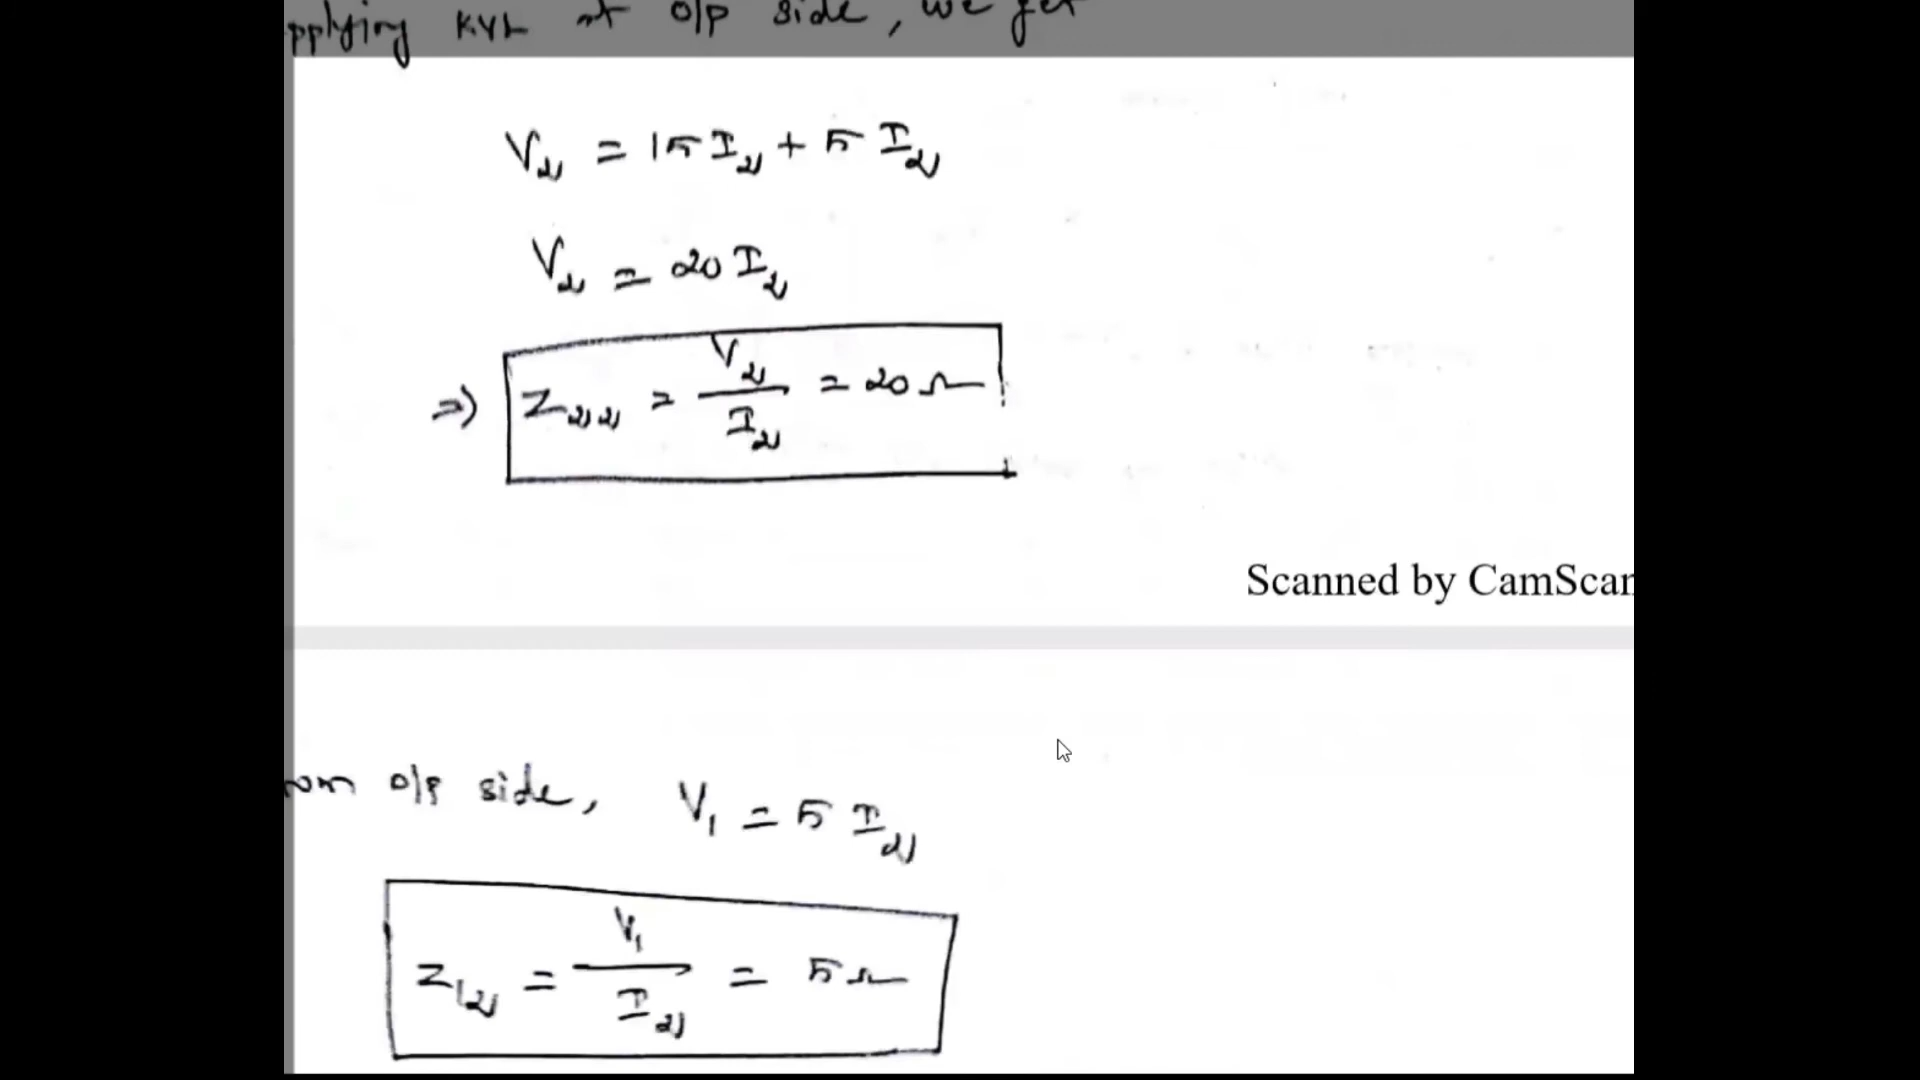 pplying KVL at o/p side, we get
V₂ = 15 I₂ + 5 I₂
V₂ = 20 I₂
⇒ Z₂₂ = V₂ / I₂ = 20 Ω
Scanned by CamScan
rom o/p side, V₁ = 5 I₂
Z₁₂ = V₁ / I₂ = 5 Ω